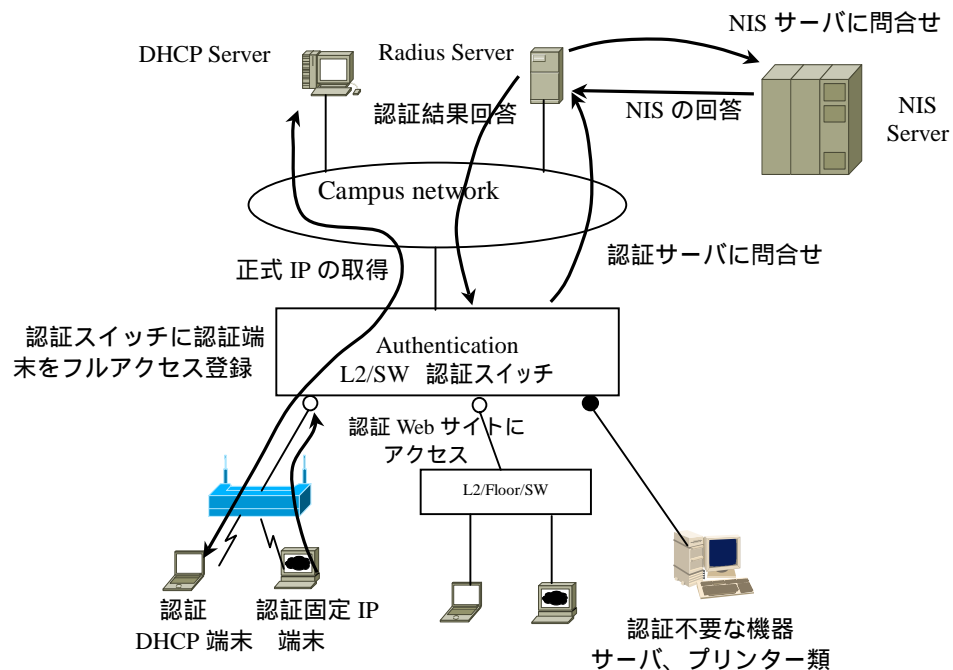 NIS サーバに問合せ
DHCP Server
Radius Server
認証結果回答
NIS の回答
NIS
Server
Campus network
正式 IP の取得
認証サーバに問合せ
認証スイッチに認証端
末をフルアクセス登録
Authentication
L2/SW 認証スイッチ
認証 Web サイトに
アクセス
L2/Floor/SW
認証
DHCP 端末
認証固定 IP
端末
認証不要な機器
サーバ、プリンター類